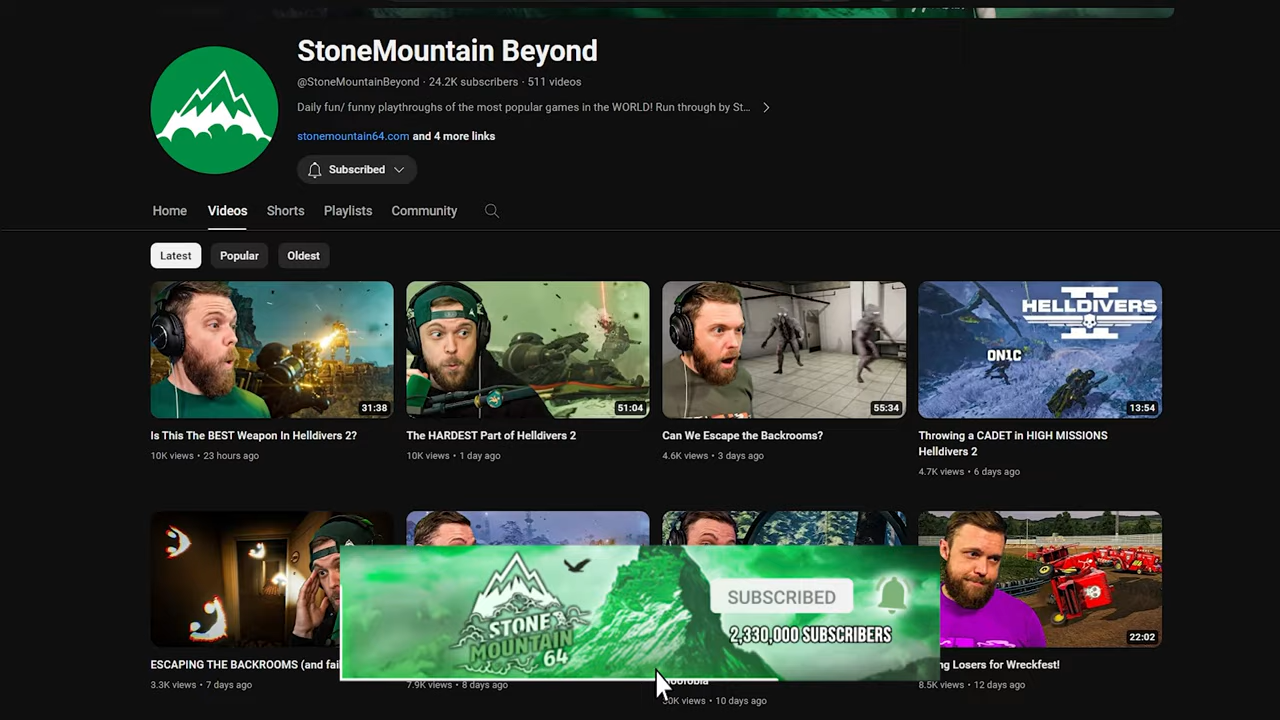 StoneMountain Beyond
@StoneMountainBeyond · 24.2K subscribers · 511 videos
Daily fun/ funny playthroughs of the most popular games in the WORLD! Run through by St...
stonemountain64.com and 4 more links
Subscribed
Home Videos Shorts Playlists Community
Latest Popular Oldest
HELLDIVERS
II
ON1C
31:38 51:04 55:34 13:54
Is This The BEST Weapon In Helldivers 2?
10K views • 23 hours ago
The HARDEST Part of Helldivers 2
10K views • 1 day ago
Can We Escape the Backrooms?
4.6K views • 3 days ago
Throwing a CADET in HIGH MISSIONS
Helldivers 2
4.7K views • 6 days ago
22:02
STONE
MOUNTAIN
64
SUBSCRIBED
2,330,000 SUBSCRIBERS
ESCAPING THE BACKROOMS (and fai
3.3K views • 7 days ago
7.9K views • 8 days ago
views • 10 days ago
ng Losers for Wreckfest!
8.5K views • 12 days ago